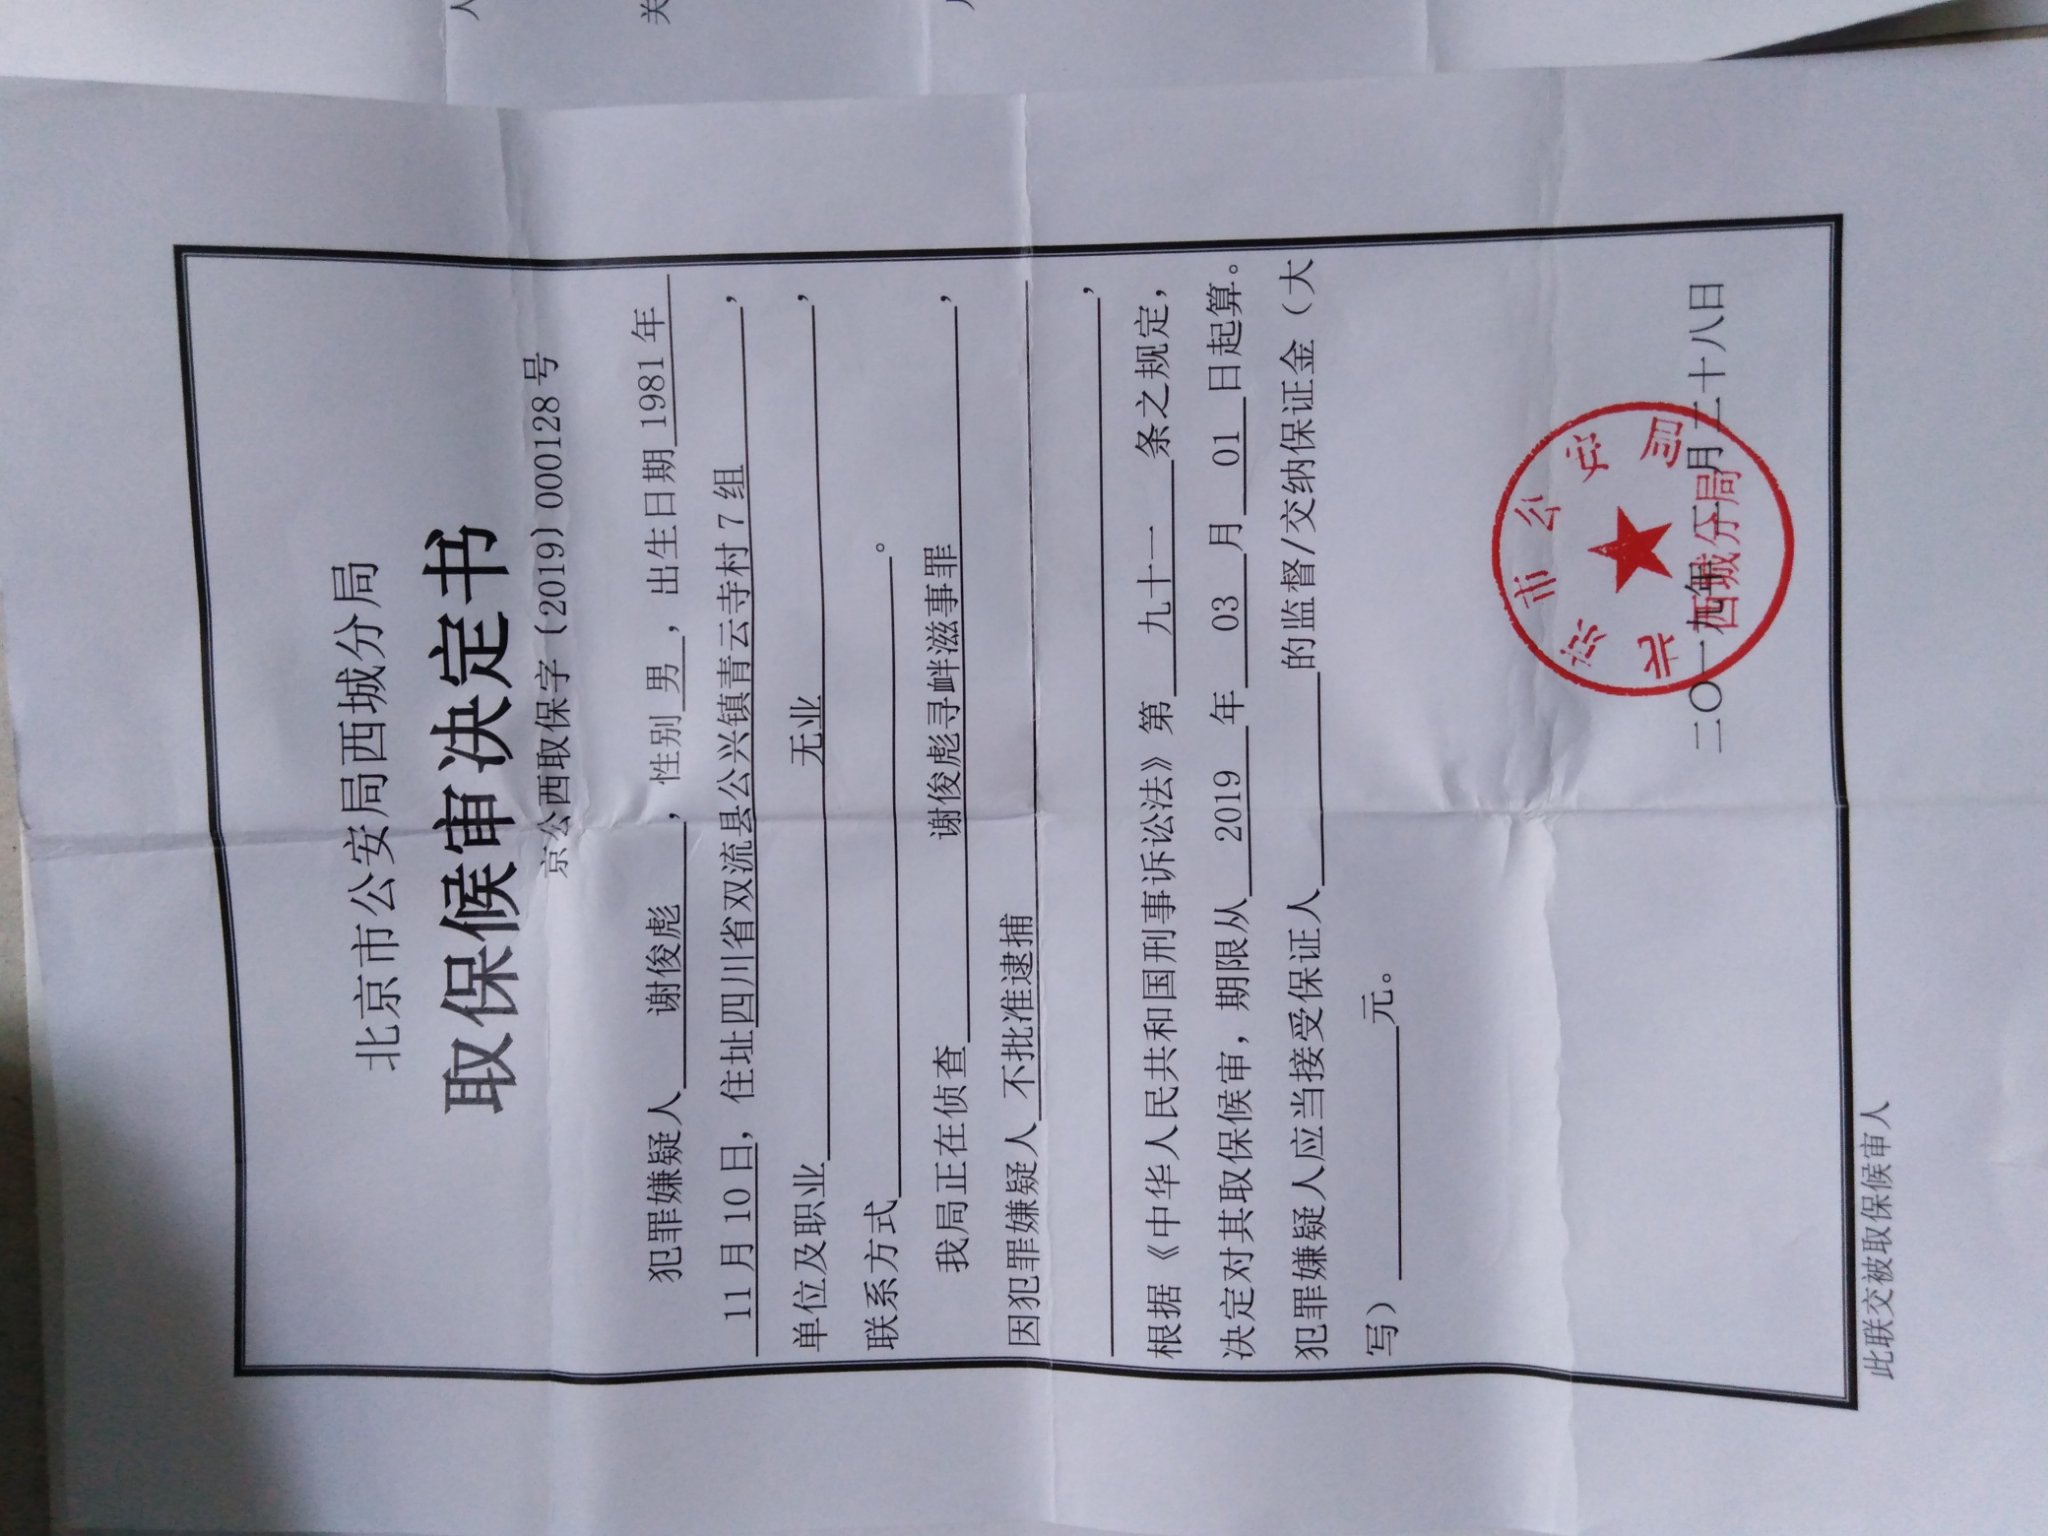 北京市公安局西城分局
取保候审决定书
京公西取保字〔2019〕000128号
犯罪嫌疑人 谢俊彪 ，性别 男 ，出生日期 1981年
11月10日，住址四川省双流县公兴镇青云寺村7组 ，
单位及职业 无业 ，
联系方式 。
我局正在侦查 谢俊彪寻衅滋事罪 ，
因犯罪嫌疑人 不批准逮捕
，
根据《中华人民共和国刑事诉讼法》第 九十一 条之规定，
决定对其取保候审，期限从 2019 年 03 月 01 日起算。
犯罪嫌疑人应当接受保证人 的监督/交纳保证金（大
写） 元。
北京市公安局
西城分局
二〇一九年二月二十八日
此联交被取保候审人
人
关